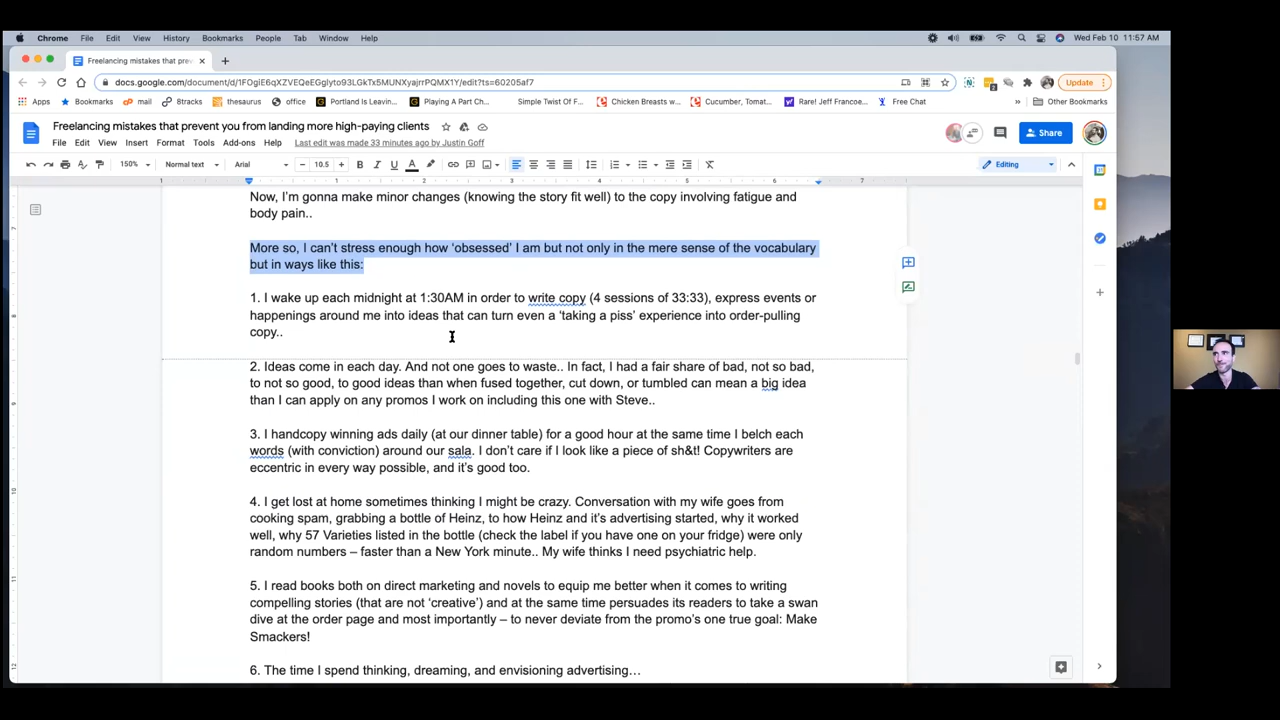 Chrome File Edit View History Bookmarks People Tab Window Help Wed Feb 10 11:57 AM
Freelancing mistakes that prev
docs.google.com/document/d/1FOgiE6qXZVEQeEGglyto93LGkTx5MUNXyajrrPQMX1Y/edit?ts=60205af7 Update
Apps Bookmarks mail 8tracks thesaurus office Portland Is Leavin... Playing A Part Ch... Simple Twist Of F... Chicken Breasts w... Cucumber, Tomat... Rare! Jeff Francoe... Free Chat » Other Bookmarks
Freelancing mistakes that prevent you from landing more high-paying clients
File Edit View Insert Format Tools Add-ons Help Last edit was made 33 minutes ago by Justin Goff Share
150% Normal text Arial 10.5 Editing
1 1 2 3 4 5 6 7
Now, I'm gonna make minor changes (knowing the story fit well) to the copy involving fatigue and
body pain..
More so, I can't stress enough how 'obsessed' I am but not only in the mere sense of the vocabulary
but in ways like this:
1. I wake up each midnight at 1:30AM in order to write copy (4 sessions of 33:33), express events or
happenings around me into ideas that can turn even a 'taking a piss' experience into order-pulling
copy..
2. Ideas come in each day. And not one goes to waste.. In fact, I had a fair share of bad, not so bad,
to not so good, to good ideas than when fused together, cut down, or tumbled can mean a big idea
than I can apply on any promos I work on including this one with Steve..
3. I handcopy winning ads daily (at our dinner table) for a good hour at the same time I belch each
words (with conviction) around our sala. I don't care if I look like a piece of sh&t! Copywriters are
eccentric in every way possible, and it's good too.
4. I get lost at home sometimes thinking I might be crazy. Conversation with my wife goes from
cooking spam, grabbing a bottle of Heinz, to how Heinz and it's advertising started, why it worked
well, why 57 Varieties listed in the bottle (check the label if you have one on your fridge) were only
random numbers – faster than a New York minute.. My wife thinks I need psychiatric help.
5. I read books both on direct marketing and novels to equip me better when it comes to writing
compelling stories (that are not 'creative') and at the same time persuades its readers to take a swan
dive at the order page and most importantly – to never deviate from the promo's one true goal: Make
Smackers!
6. The time I spend thinking, dreaming, and envisioning advertising…